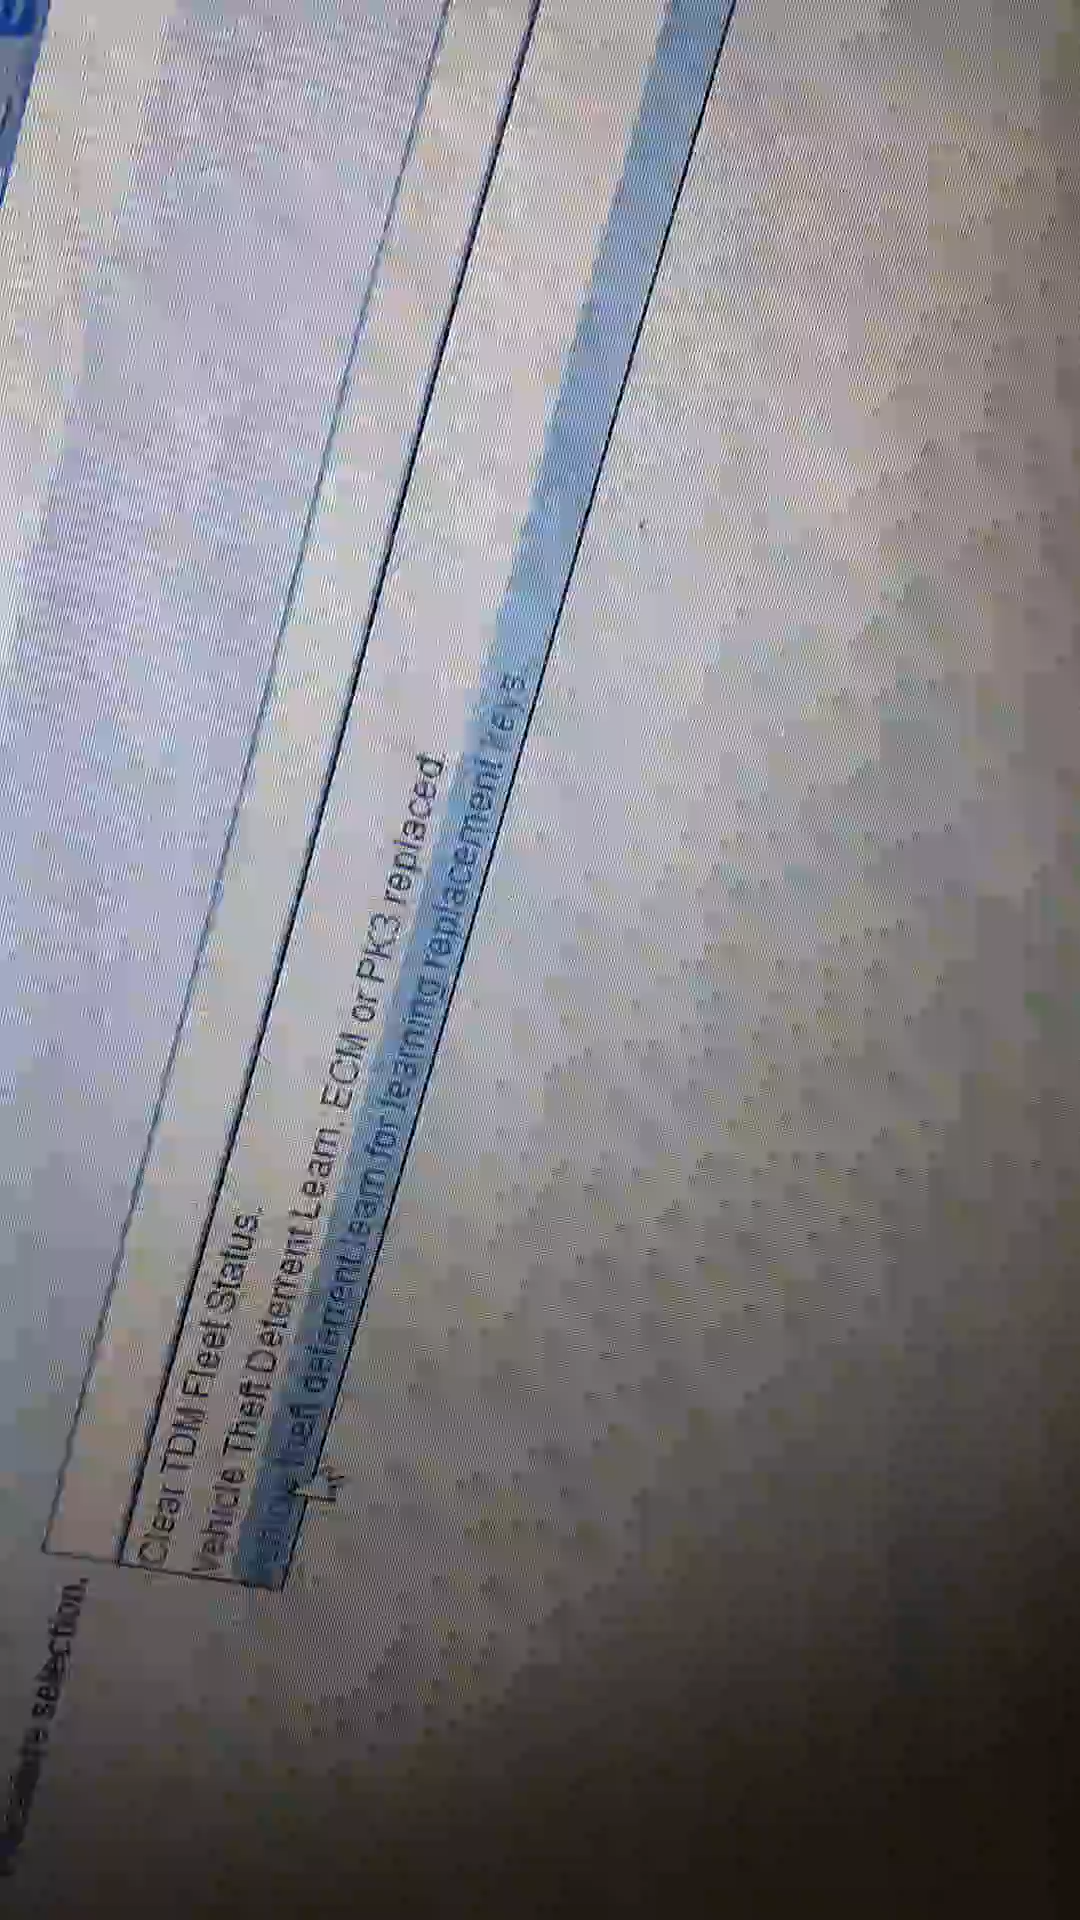 selection.
Clear TDM Fleet Status.
Vehicle Theft Deterrent Learn, ECM or PK3 replaced
theft deterrent learn for learning replacement keys.